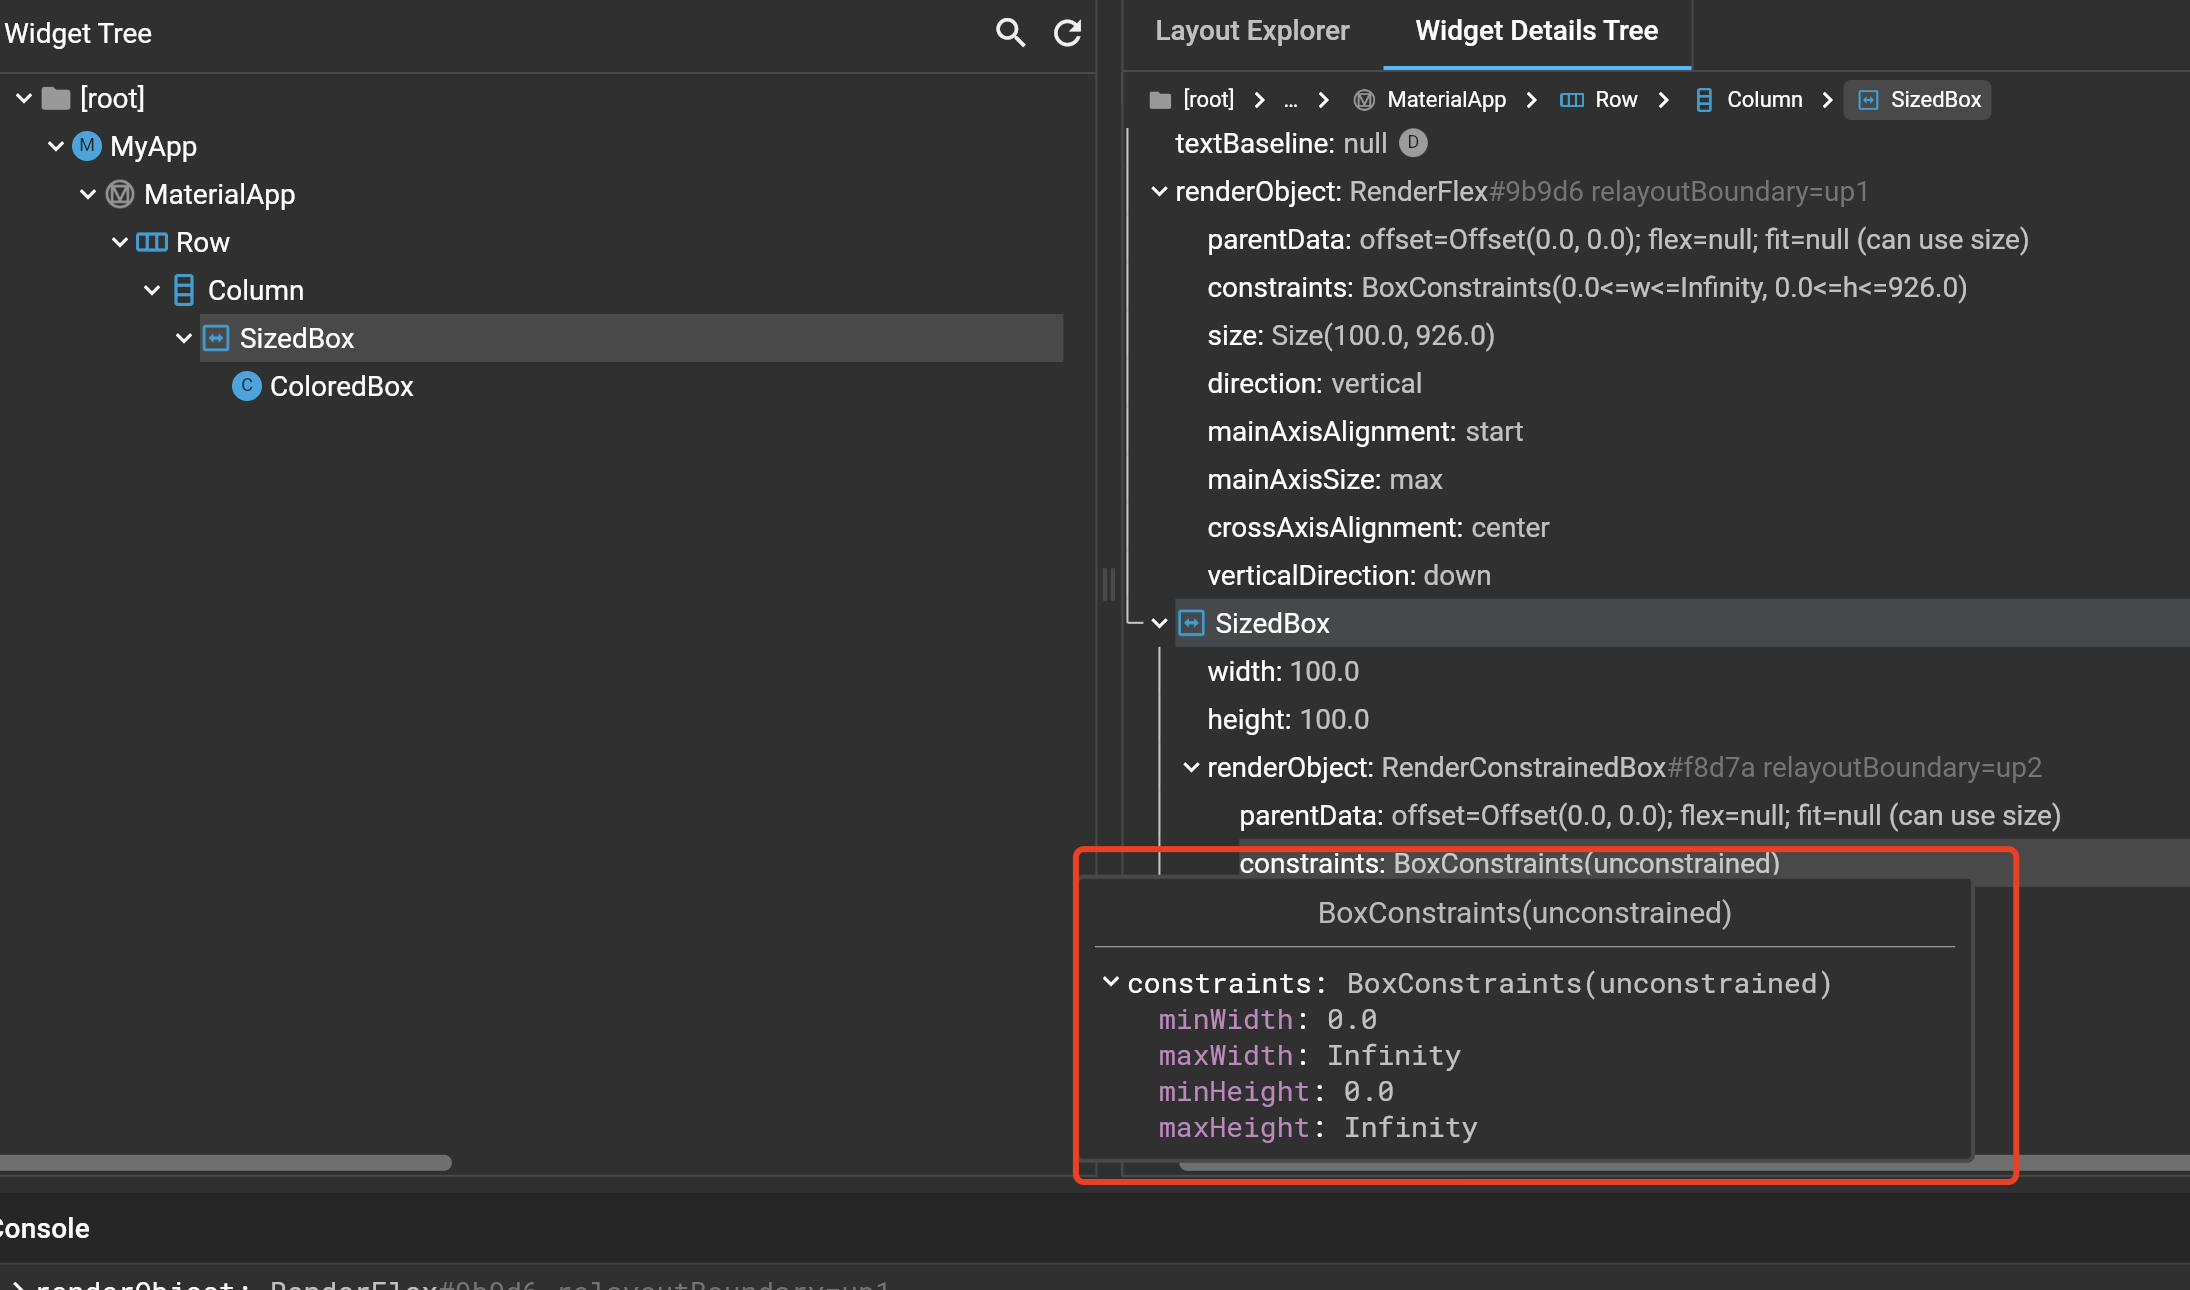 Widget Tree
[root]
M MyApp
MaterialApp
Row
Column
SizedBox
C ColoredBox
Layout Explorer
Widget Details Tree
[root] > ... > MaterialApp > Row > Column > SizedBox
textBaseline: null D
renderObject: RenderFlex#9b9d6 relayoutBoundary=up1
parentData: offset=Offset(0.0, 0.0); flex=null; fit=null (can use size)
constraints: BoxConstraints(0.0<=w<=Infinity, 0.0<=h<=926.0)
size: Size(100.0, 926.0)
direction: vertical
mainAxisAlignment: start
mainAxisSize: max
crossAxisAlignment: center
verticalDirection: down
SizedBox
width: 100.0
height: 100.0
renderObject: RenderConstrainedBox#f8d7a relayoutBoundary=up2
parentData: offset=Offset(0.0, 0.0); flex=null; fit=null (can use size)
constraints: BoxConstraints(unconstrained)
BoxConstraints(unconstrained)
constraints: BoxConstraints(unconstrained)
minWidth: 0.0
maxWidth: Infinity
minHeight: 0.0
maxHeight: Infinity
Console
renderObject: RenderFlex#9b9d6 relayoutBoundary=up1